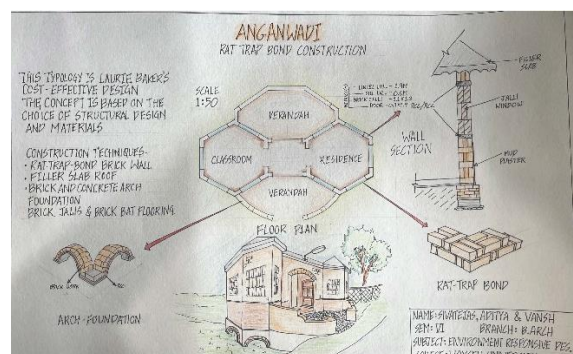 ANGANWADI
RAT TRAP BOND CONSTRUCTION
THIS TYPOLOGY IS LAURIE BAKER'S
COST-EFFECTIVE DESIGN
THE CONCEPT IS BASED ON THE
CHOICE OF STRUCTURAL DESIGN
AND MATERIALS
CONSTRUCTION TECHNIQUES-
• RAT-TRAP-BOND BRICK WALL
• FILLER SLAB ROOF
• BRICK AND CONCRETE ARCH
FOUNDATION
BRICK JALIS & BRICK BAT FLOORING
SCALE
1:50
VERANDAH
CLASSROOM
RESIDENCE
VERANDAH
FLOOR PLAN
WALL
SECTION
FILLER
SLAB
JALLI
WINDOW
MUD
PLASTER
ARCH-FOUNDATION
RAT-TRAP BOND
NAME: SWATEJAS, ADITYA & VANSH
SEM: VI BRANCH: B.ARCH
SUBJECT: ENVIRONMENT RESPONSIVE DES